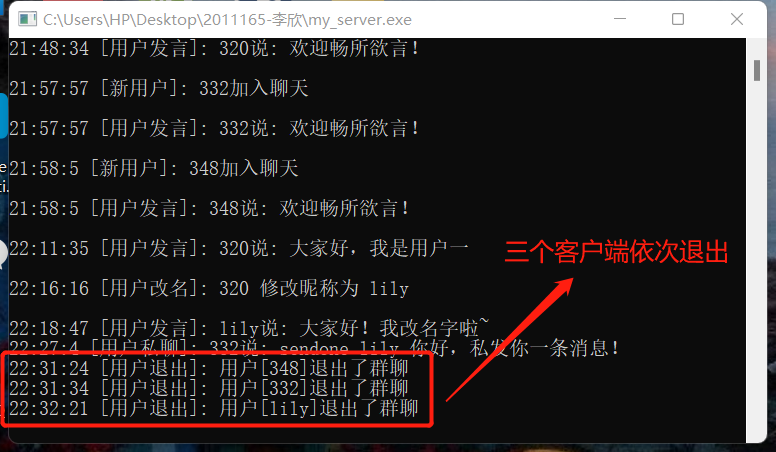 C:\Users\HP\Desktop\2011165-李欣\my_server.exe
21:48:34 [用户发言]: 320说: 欢迎畅所欲言!
21:57:57 [新用户]: 332加入聊天
21:57:57 [用户发言]: 332说: 欢迎畅所欲言!
21:58:5 [新用户]: 348加入聊天
21:58:5 [用户发言]: 348说: 欢迎畅所欲言!
22:11:35 [用户发言]: 320说: 大家好，我是用户一
三个客户端依次退出
22:16:16 [用户改名]: 320 修改昵称为 lily
22:18:47 [用户发言]: lily说: 大家好！我改名字啦~
22:27:4 [用户私聊]: 332说: sendone lily 你好，私发你一条消息!
22:31:24 [用户退出]: 用户[348]退出了群聊
22:31:34 [用户退出]: 用户[332]退出了群聊
22:32:21 [用户退出]: 用户[lily]退出了群聊